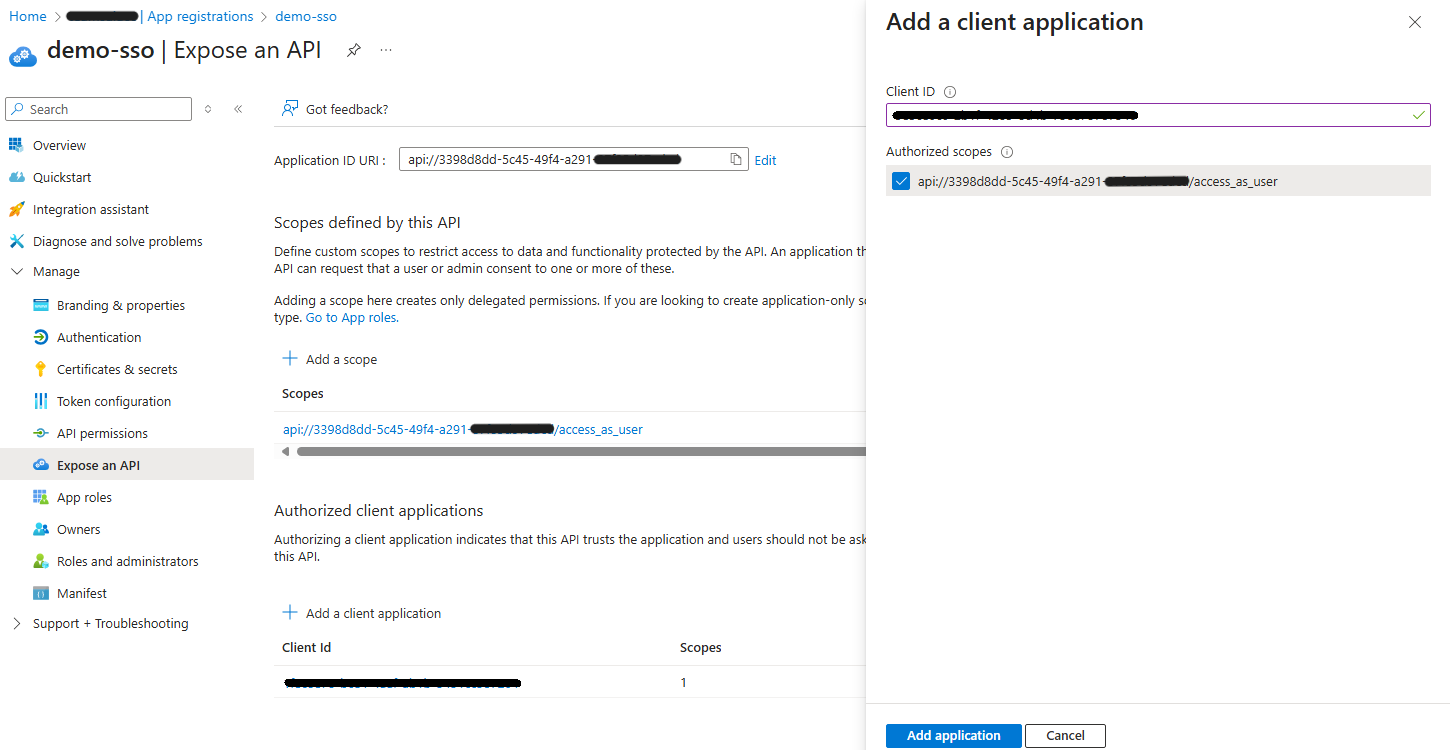 Home > | App registrations > demo-sso
demo-sso | Expose an API
Search
Overview
Quickstart
Integration assistant
Diagnose and solve problems
Manage
Branding & properties
Authentication
Certificates & secrets
Token configuration
API permissions
Expose an API
App roles
Owners
Roles and administrators
Manifest
Support + Troubleshooting
Got feedback?
Application ID URI : api://3398d8dd-5c45-49f4-a291- Edit
Scopes defined by this API
Define custom scopes to restrict access to data and functionality protected by the API. An application th
API can request that a user or admin consent to one or more of these.
Adding a scope here creates only delegated permissions. If you are looking to create application-only sc
type. Go to App roles.
Add a scope
Scopes
api://3398d8dd-5c45-49f4-a291- /access_as_user
Authorized client applications
Authorizing a client application indicates that this API trusts the application and users should not be ask
this API.
Add a client application
Client Id Scopes
1
Add a client application
Client ID
Authorized scopes
api://3398d8dd-5c45-49f4-a291- /access_as_user
Add application Cancel